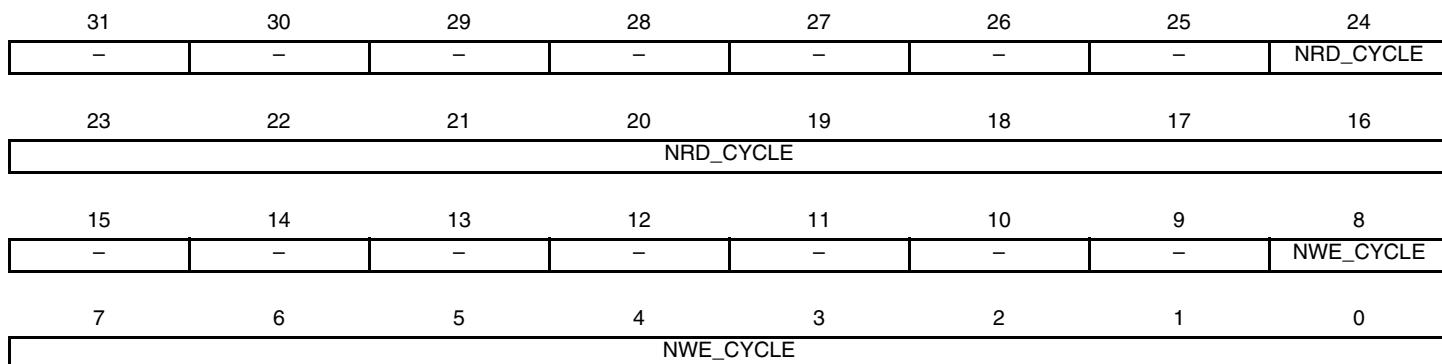 31 30 29 28 27 26 25 24
– – – – – – – NRD_CYCLE
23 22 21 20 19 18 17 16
NRD_CYCLE
15 14 13 12 11 10 9 8
– – – – – – – NWE_CYCLE
7 6 5 4 3 2 1 0
NWE_CYCLE